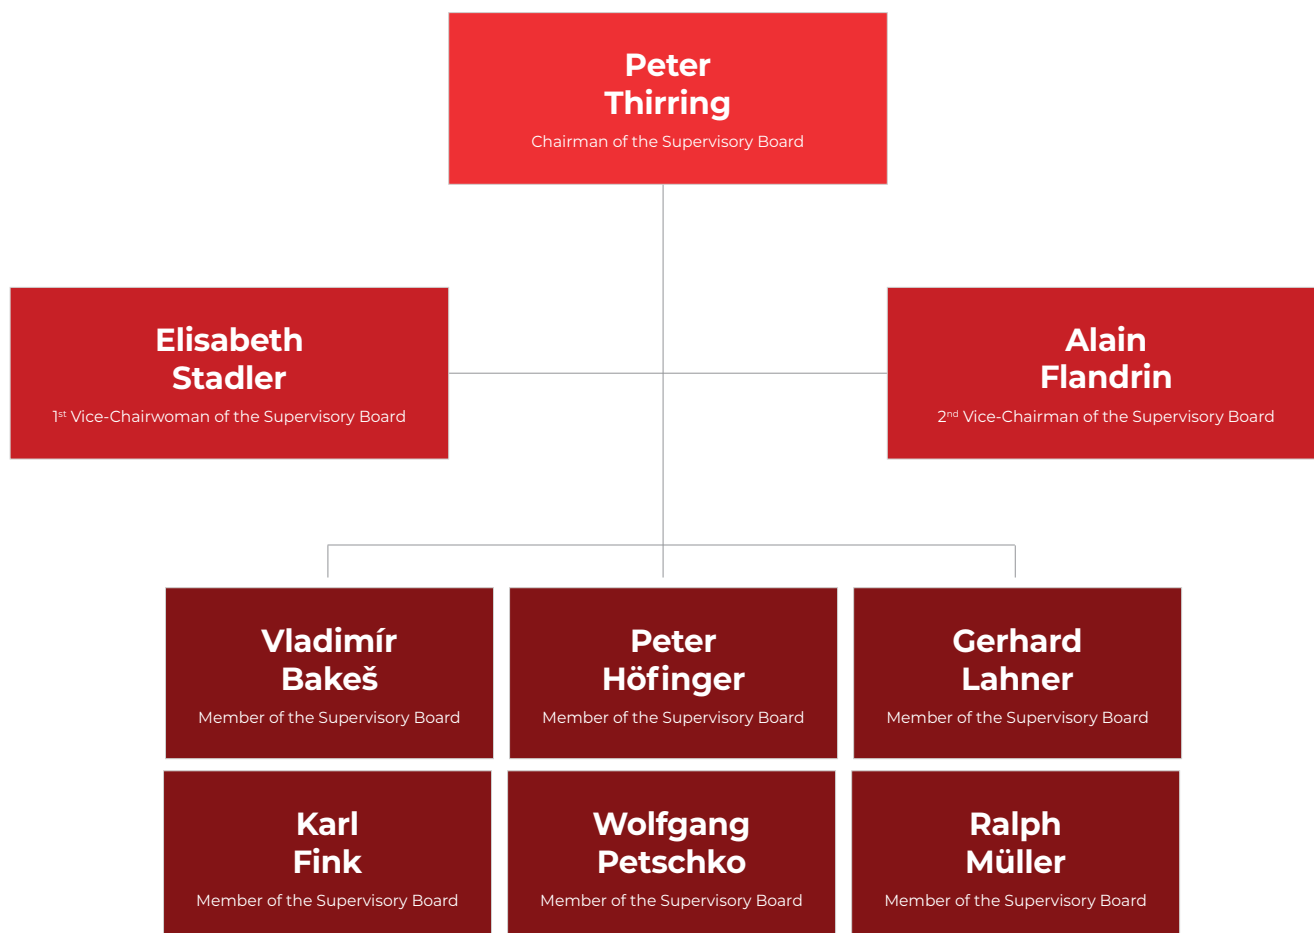 Peter
Thirring
Chairman of the Supervisory Board
Elisabeth
Stadler
1st Vice-Chairwoman of the Supervisory Board
Alain
Flandrin
2nd Vice-Chairman of the Supervisory Board
Vladimír
Bakeš
Member of the Supervisory Board
Peter
Höfinger
Member of the Supervisory Board
Gerhard
Lahner
Member of the Supervisory Board
Karl
Fink
Member of the Supervisory Board
Wolfgang
Petschko
Member of the Supervisory Board
Ralph
Müller
Member of the Supervisory Board